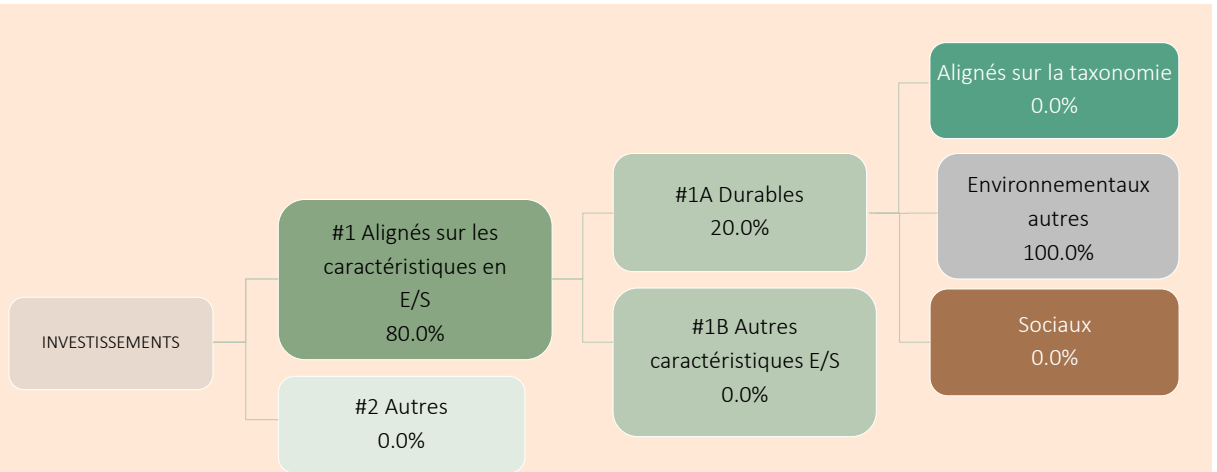 INVESTISSEMENTS
#1 Alignés sur les
caractéristiques en
E/S
80.0%
#2 Autres
0.0%
#1A Durables
20.0%
#1B Autres
caractéristiques E/S
0.0%
Alignés sur la taxonomie
0.0%
Environnementaux
autres
100.0%
Sociaux
0.0%